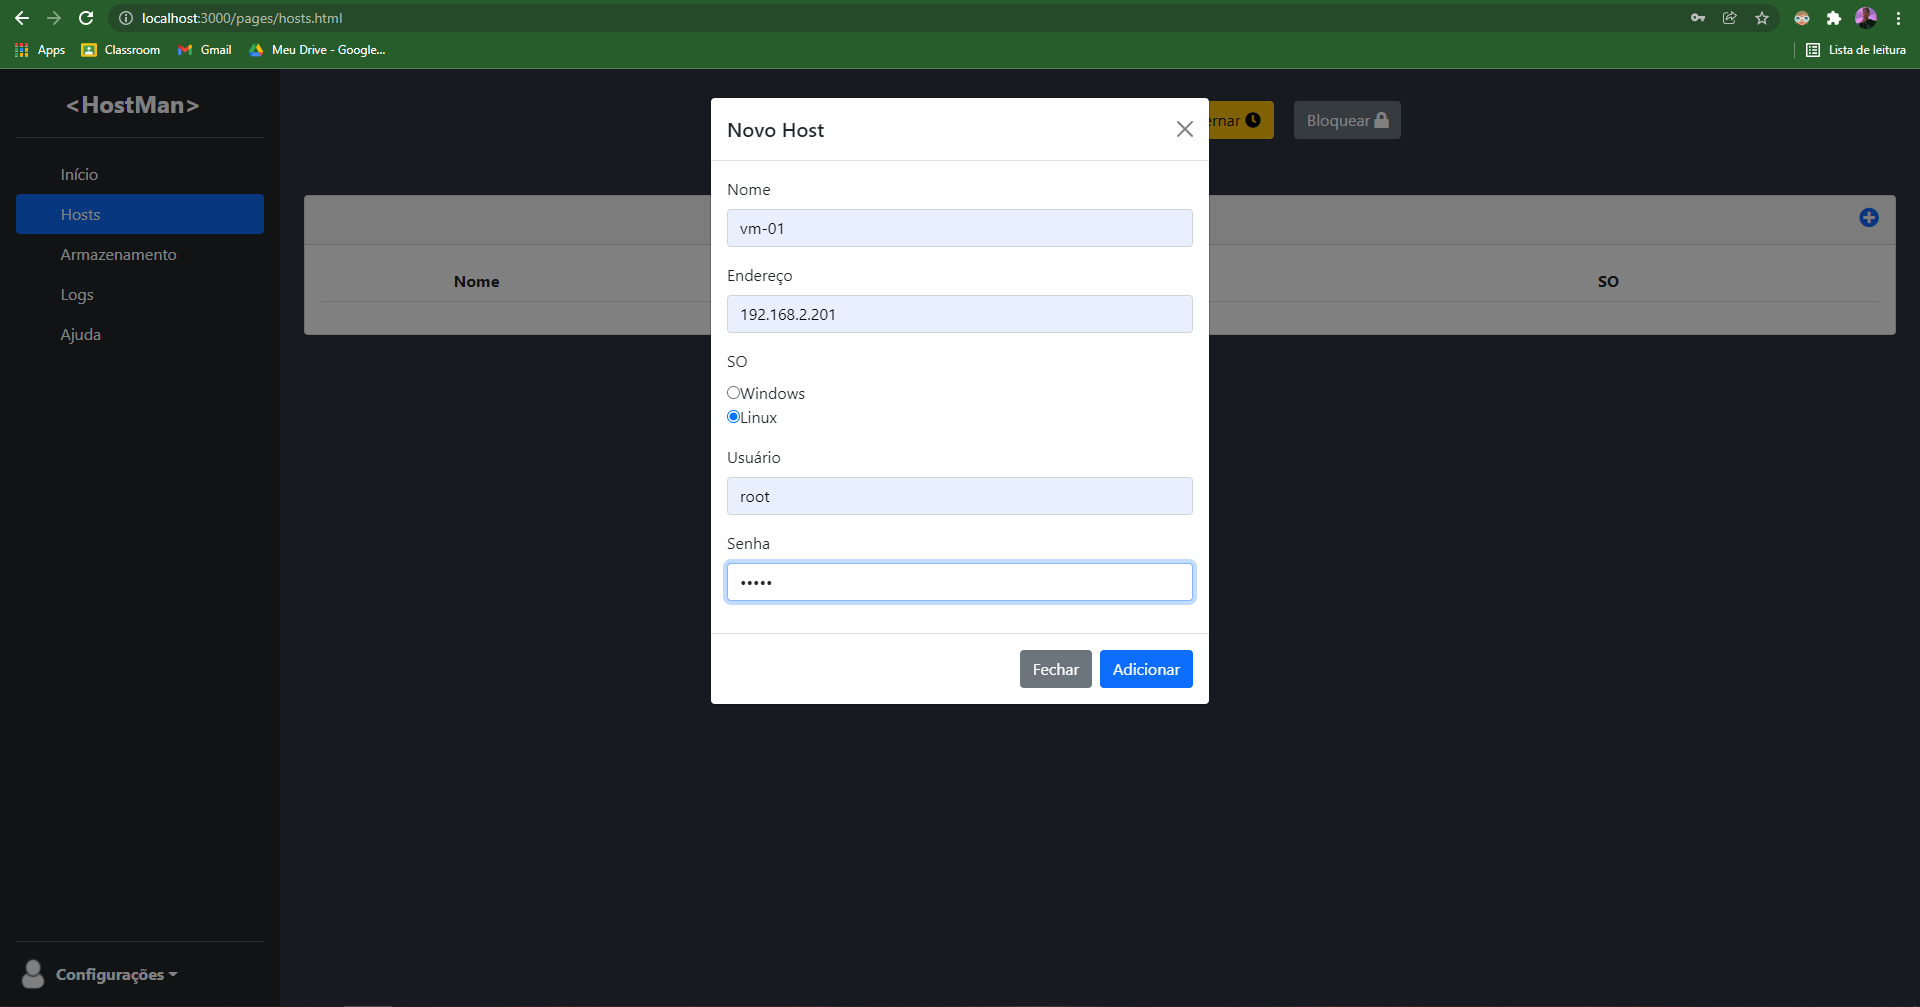 localhost:3000/pages/hosts.html
Apps
Classroom
Gmail
Meu Drive - Google...
Lista de leitura
<HostMan>
Início
Hosts
Armazenamento
Logs
Ajuda
Configurações
Bloquear
Nome
SO
Novo Host
Nome
vm-01
Endereço
192.168.2.201
SO
Windows
Linux
Usuário
root
Senha
•••••
Fechar
Adicionar